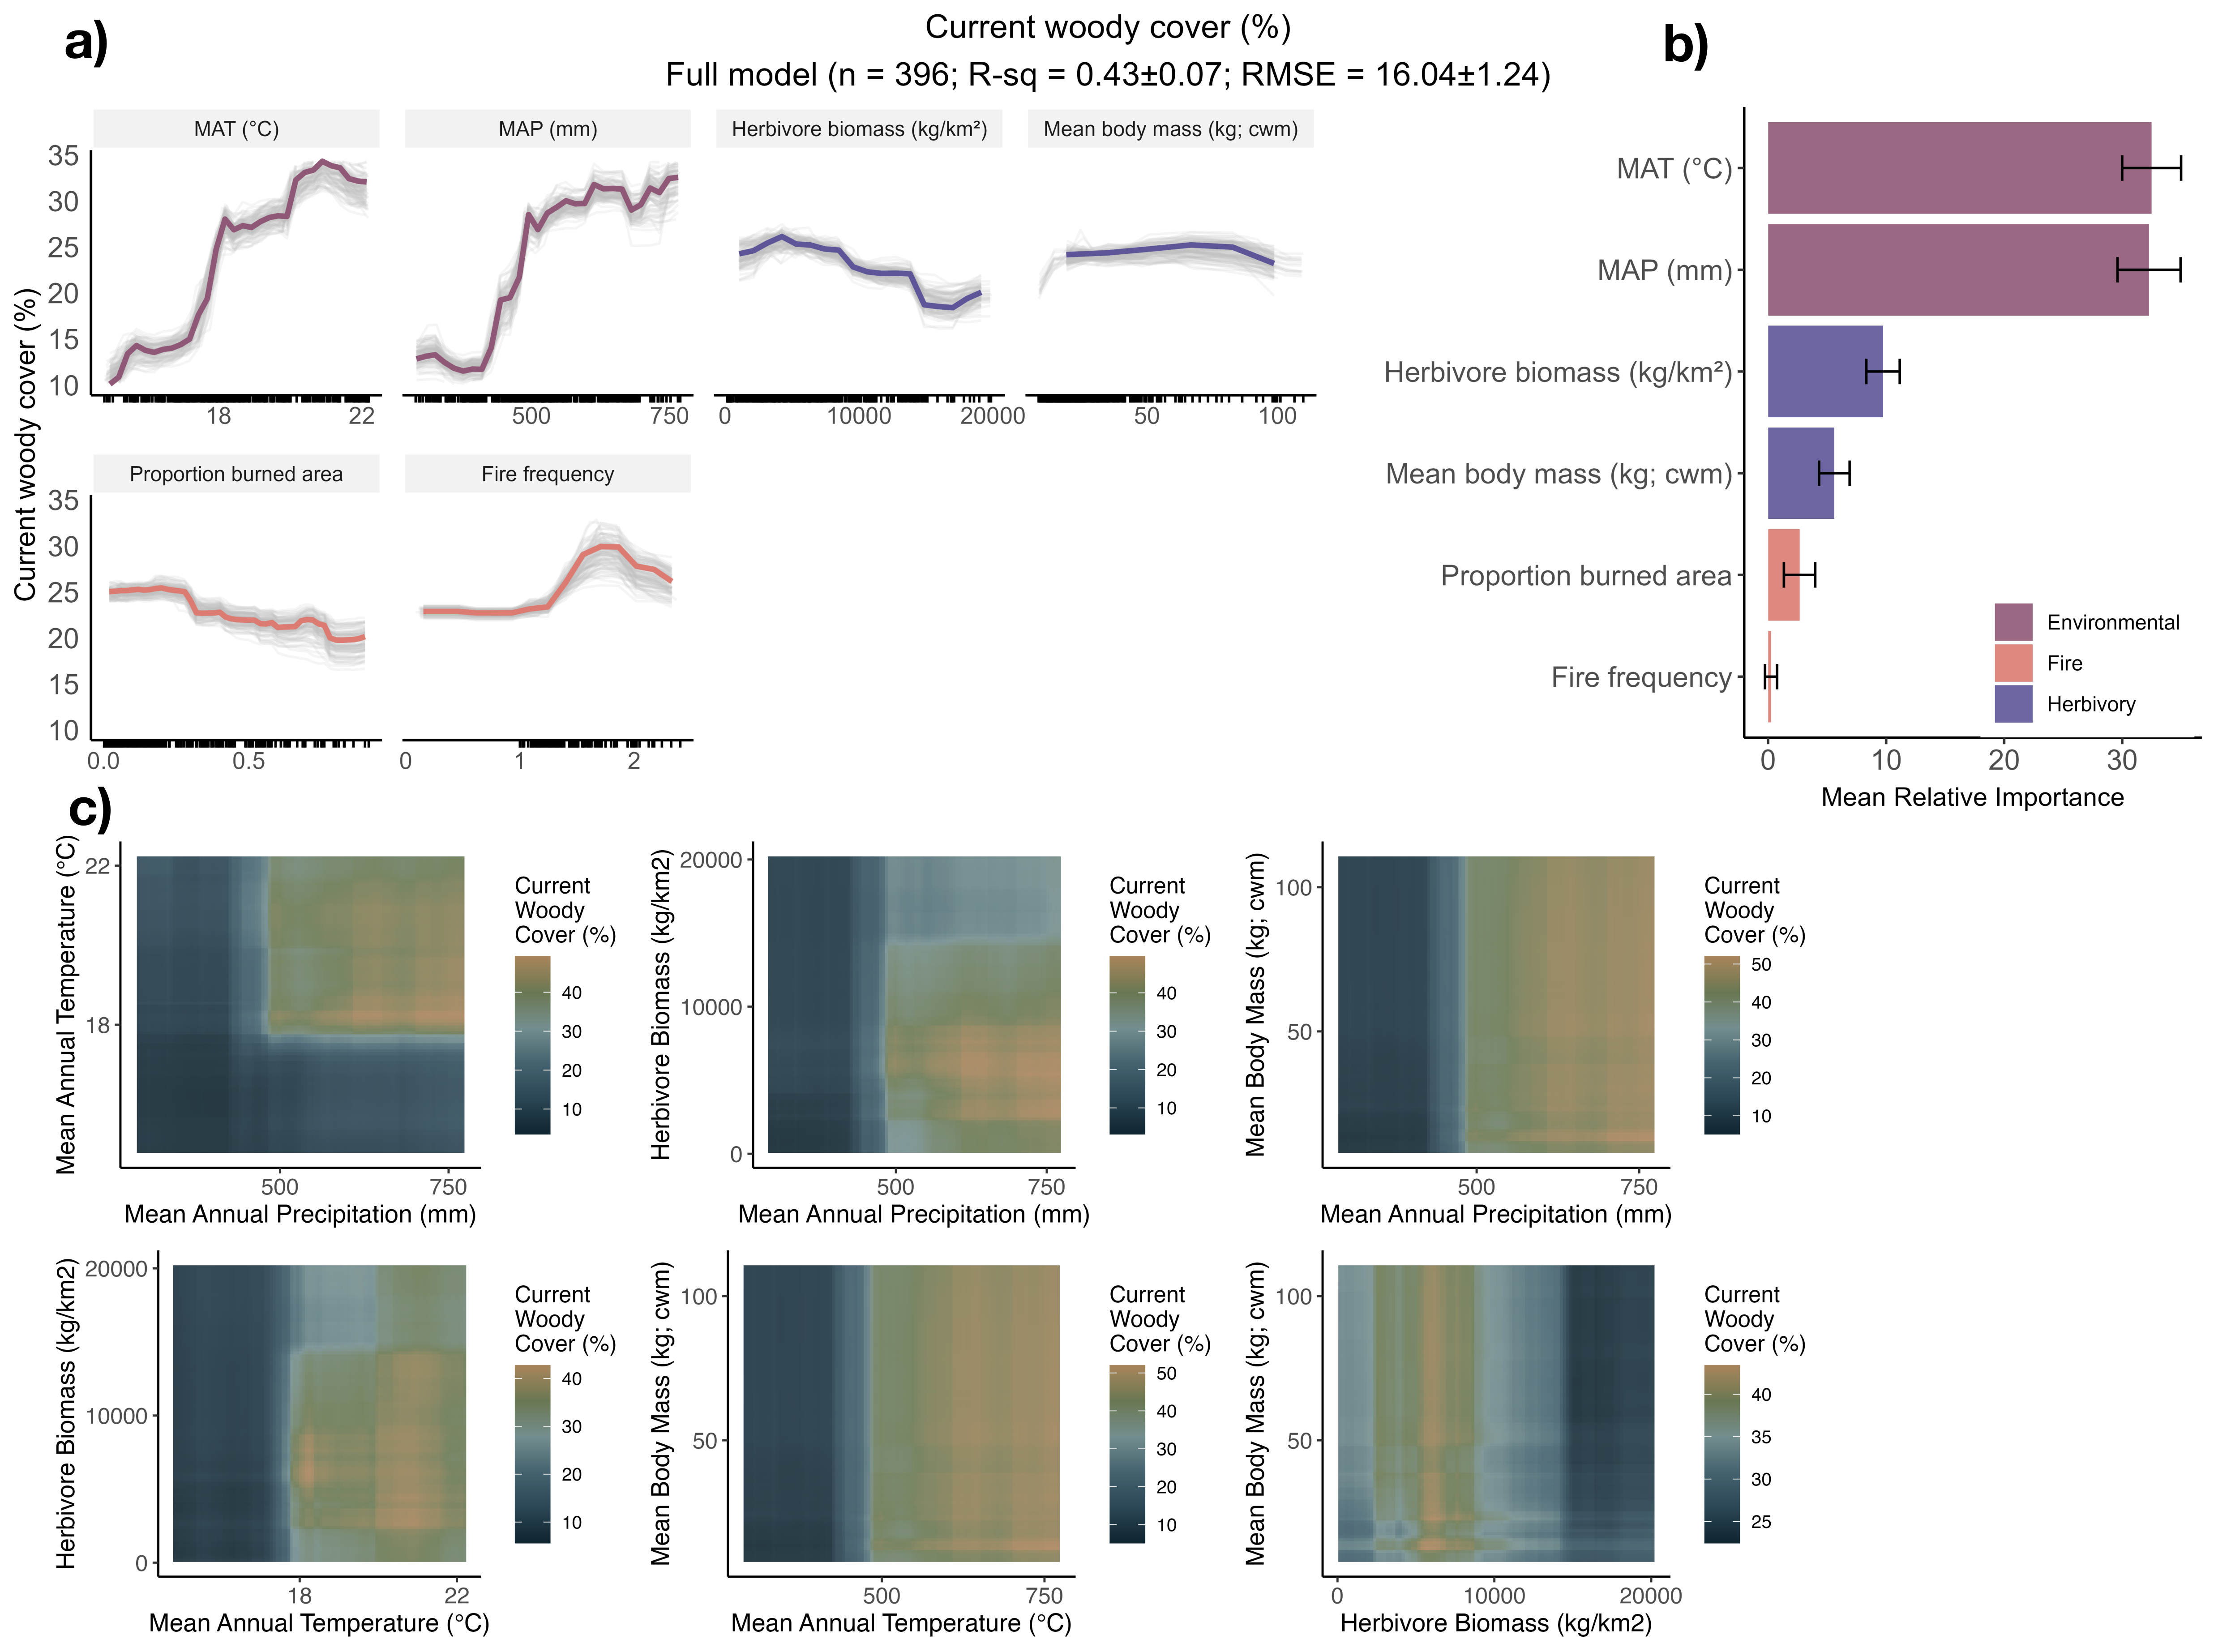 a)
Current woody cover (%)
Full model (n = 396; R-sq = 0.43±0.07; RMSE = 16.04±1.24)
b)
MAT (°C)
MAP (mm)
Herbivore biomass (kg/km²)
Mean body mass (kg; cwm)
Current woody cover (%)
35
30
25
20
15
10
18
22
500
750
0
10000
20000
50
100
Proportion burned area
Fire frequency
35
30
25
20
15
10
0.0
0.5
0
1
2
MAT (°C)
MAP (mm)
Herbivore biomass (kg/km²)
Mean body mass (kg; cwm)
Proportion burned area
Fire frequency
Environmental
Fire
Herbivory
0
10
20
30
Mean Relative Importance
c)
Mean Annual Temperature (°C)
22
18
500
750
Mean Annual Precipitation (mm)
Current
Woody
Cover (%)
40
30
20
10
Herbivore Biomass (kg/km2)
20000
10000
0
500
750
Mean Annual Precipitation (mm)
Current
Woody
Cover (%)
40
30
20
10
Mean Body Mass (kg; cwm)
100
50
500
750
Mean Annual Precipitation (mm)
Current
Woody
Cover (%)
50
40
30
20
10
Herbivore Biomass (kg/km2)
20000
10000
0
18
22
Mean Annual Temperature (°C)
Current
Woody
Cover (%)
40
30
20
10
Mean Body Mass (kg; cwm)
100
50
500
750
Mean Annual Temperature (°C)
Current
Woody
Cover (%)
50
40
30
20
10
Mean Body Mass (kg; cwm)
100
50
0
10000
20000
Herbivore Biomass (kg/km2)
Current
Woody
Cover (%)
40
35
30
25